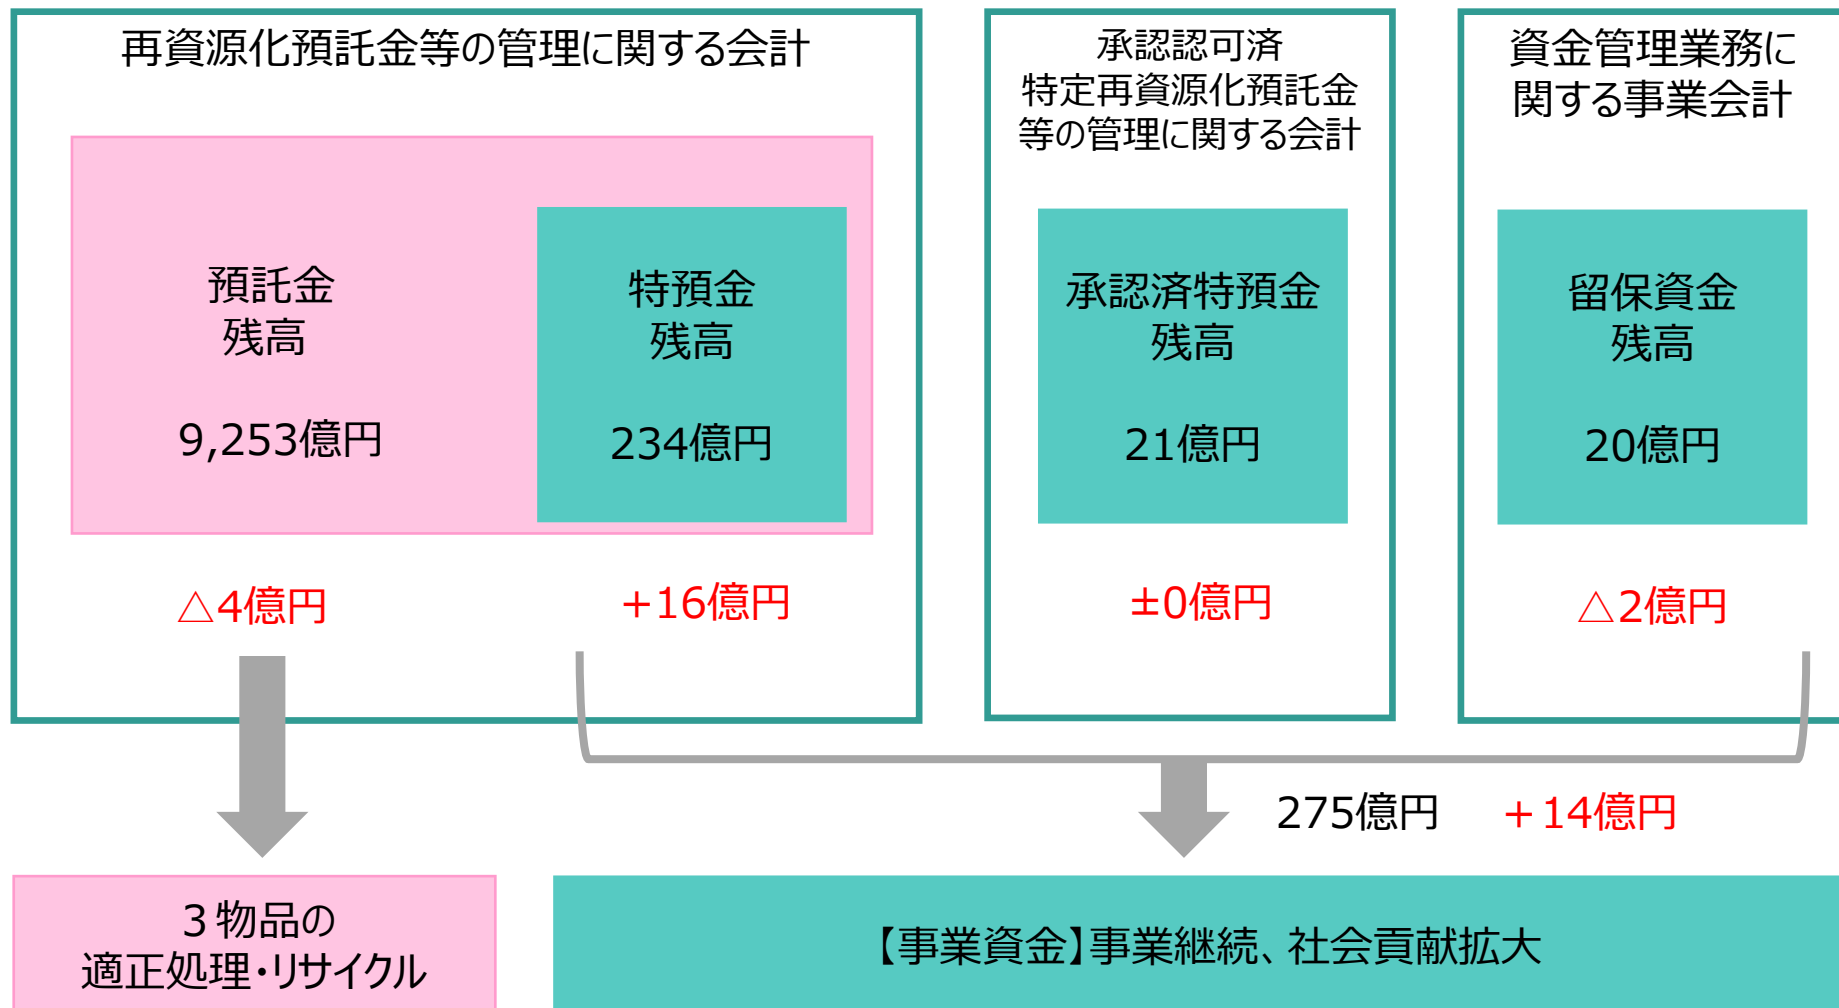 再資源化預託金等の管理に関する会計
預託金
残高
9,253億円
特預金
残高
234億円
△4億円
+16億円
承認認可済
特定再資源化預託金
等の管理に関する会計
承認済特預金
残高
21億円
±0億円
資金管理業務に
関する事業会計
留保資金
残高
20億円
△2億円
275億円
+14億円
3物品の
適正処理・リサイクル
【事業資金】事業継続、社会貢献拡大